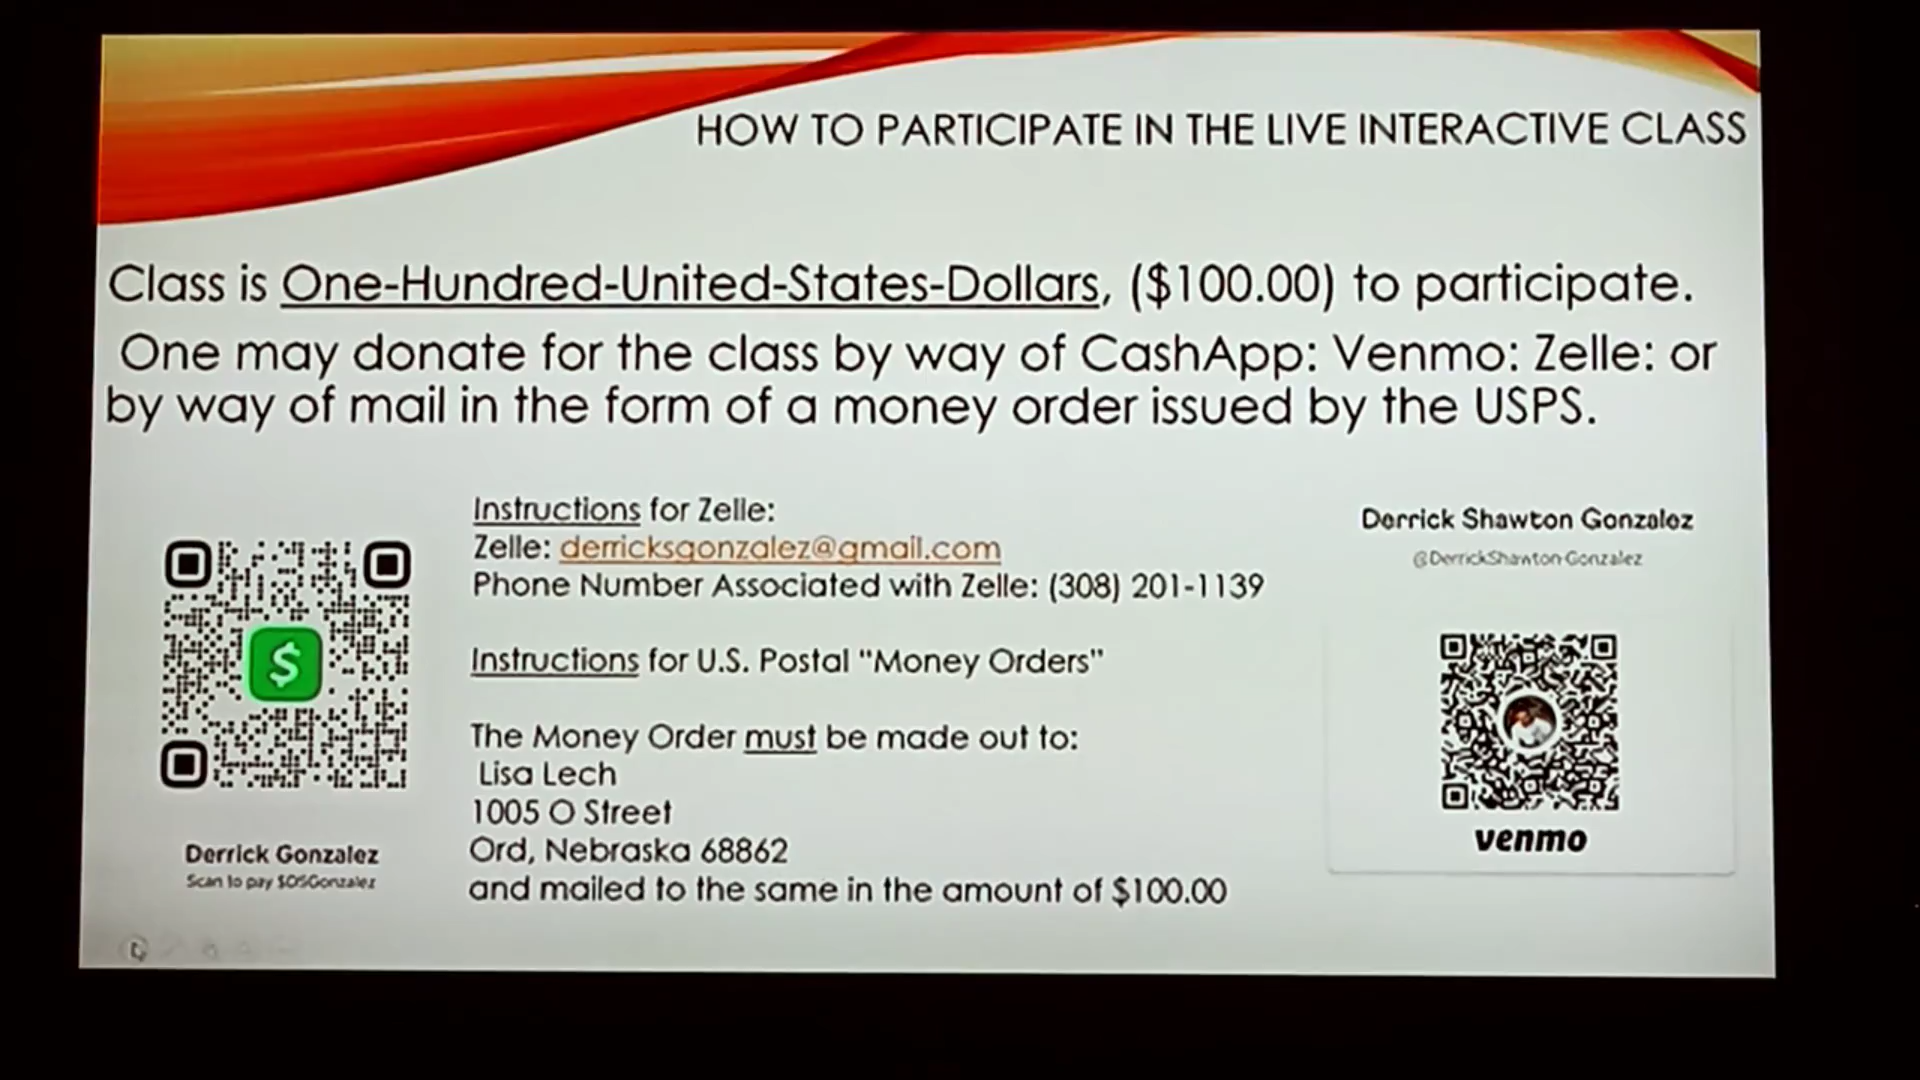 HOW TO PARTICIPATE IN THE LIVE INTERACTIVE CLASS
Class is One-Hundred-United-States-Dollars, ($100.00) to participate.
One may donate for the class by way of CashApp: Venmo: Zelle: or
by way of mail in the form of a money order issued by the USPS.
Instructions for Zelle:
Zelle: derricksgonzalez@gmail.com
Phone Number Associated with Zelle: (308) 201-1139
Instructions for U.S. Postal "Money Orders"
The Money Order must be made out to:
Lisa Lech
1005 O Street
Ord, Nebraska 68862
and mailed to the same in the amount of $100.00
$
Derrick Gonzalez
Scan to pay $DSGonzalez
Derrick Shawton Gonzalez
@DerrickShawton-Gonzalez
venmo